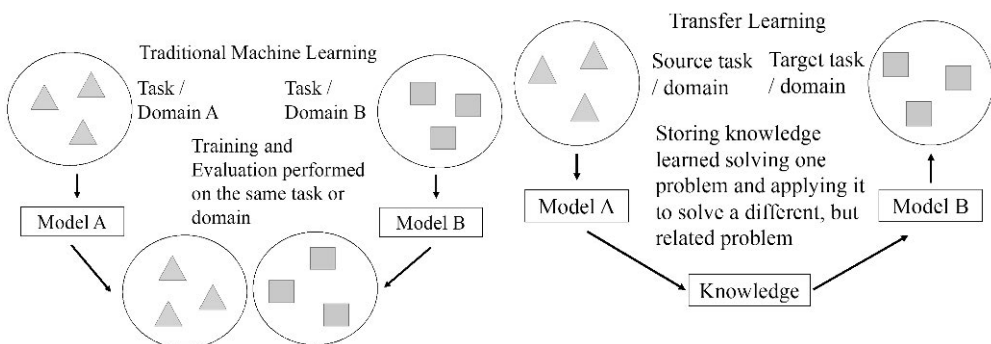 Traditional Machine Learning
Task /
Domain A
Task /
Domain B
Training and
Evaluation performed
on the same task or
domain
Model A
Model B
Transfer Learning
Source task
/ domain
Target task
/ domain
Storing knowledge
learned solving one
problem and applying it
to solve a different, but
related problem
Model A
Model B
Knowledge